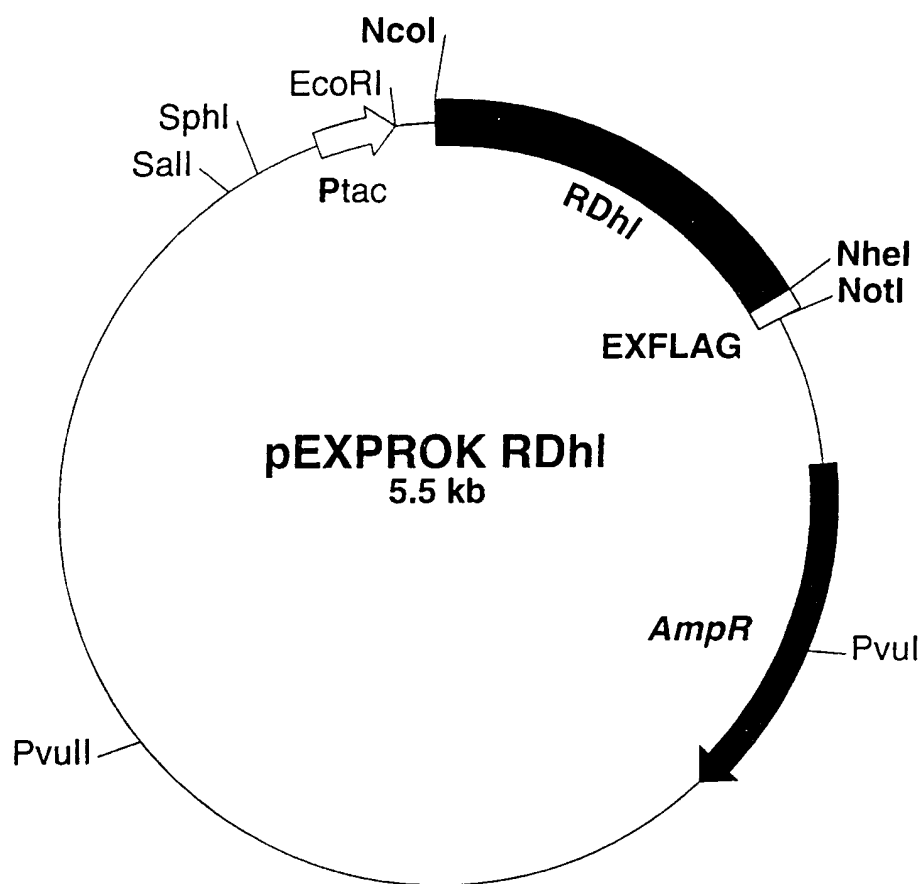 NcoI
EcoRI
SphI
SalI
Ptac
RDhI
NheI
NotI
EXFLAG
pEXPROK RDhI
5.5 kb
AmpR
PvuI
PvuII